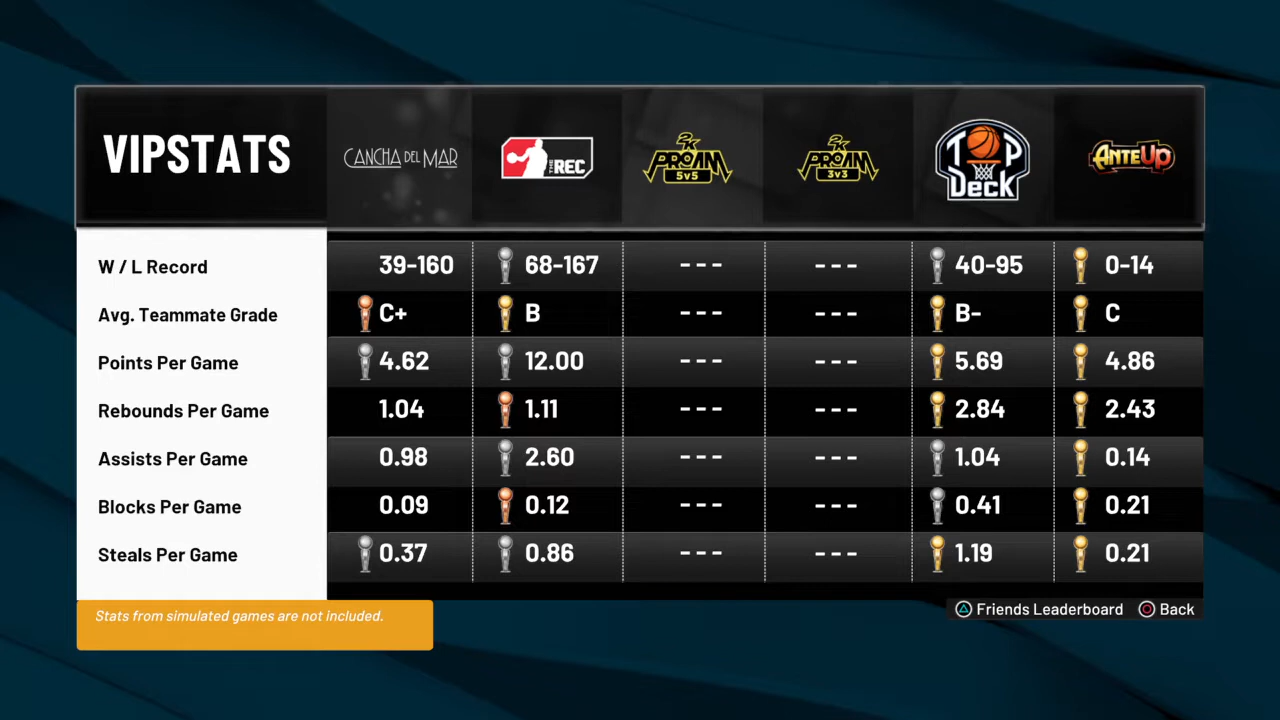 VIPSTATS CANCHA DEL MAR THE REC 2K PROAM 5v5 2K PROAM 3v3 TOP DECK ANTE UP
W / L Record 39-160 68-167 --- --- 40-95 0-14
Avg. Teammate Grade C+ B --- --- B- C
Points Per Game 4.62 12.00 --- --- 5.69 4.86
Rebounds Per Game 1.04 1.11 --- --- 2.84 2.43
Assists Per Game 0.98 2.60 --- --- 1.04 0.14
Blocks Per Game 0.09 0.12 --- --- 0.41 0.21
Steals Per Game 0.37 0.86 --- --- 1.19 0.21
Stats from simulated games are not included.
Friends Leaderboard Back